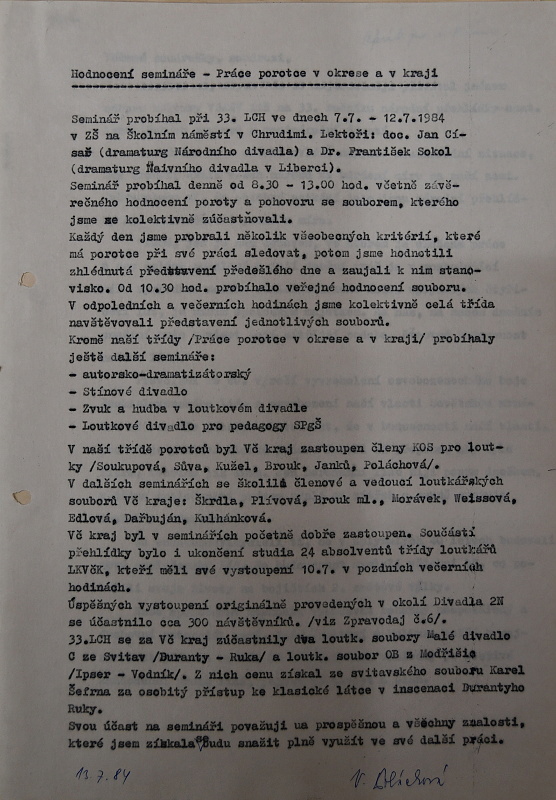 Hodnocení semináře - Práce porotce v okrese a v kraji
Seminář probíhal při 33. LCH ve dnech 7.7. - 12.7.1984
v ZŠ na Školním náměstí v Chrudimi. Lektoři: doc. Jan Cí-
sař (dramaturg Národního divadla) a Dr. František Sokol
(dramaturg Naivního divadla v Liberci).
Seminář probíhal denně od 8.30 - 13.00 hod. včetně závě-
rečného hodnocení poroty a pohovoru se souborem, kterého
jsme se kolektivně zúčastňovali.
Každý den jsme probrali několik všeobecných kritérií, které
má porotce při své práci sledovat, potom jsme hodnotili
zhlédnutá představení předešlého dne a zaujali k nim stano-
visko. Od 10.30 hod. probíhalo veřejné hodnocení souboru.
V odpoledních a večerních hodinách jsme kolektivně celá třída
navštěvovali představení jednotlivých souborů.
Kromě naší třídy /Práce porotce v okrese a v kraji/ probíhaly
ještě další semináře:
- autorsko-dramatizátorský
- Stínové divadlo
- Zvuk a hudba v loutkovém divadle
- Loutkové divadlo pro pedagogy SPgŠ
V naší třídě porotců byl Vč kraj zastoupen členy KOS pro lout-
ky /Soukupová, Sůva, Kužel, Brouk, Janků, Poláchová/.
V dalších seminářích se školili členové a vedoucí loutkářských
souborů Vč kraje: Škrdla, Plívová, Brouk ml., Morávek, Weissová,
Edlová, Dařbuján, Kulhánková.
Vč kraj byl v seminářích početně dobře zastoupen. Součástí
přehlídky bylo i ukončení studia 24 absolventů třídy loutkářů
LKVčK, kteří měli své vystoupení 10.7. v pozdních večerních
hodinách.
Úspěšných vystoupení originálně provedených v okolí Divadla 2N
se účastnilo cca 300 návštěvníků. /viz Zpravodaj č.6/.
33.LCH se za Vč kraj zúčastnily dva loutk. soubory Malé divadlo
C ze Svitav /Duranty - Ruka/ a loutk. soubor OB z Modřišic
/Ipser - Vodník/. Z nich cenu získal ze svitavského souboru Karel
Šefrna za osobitý přístup ke klasické látce v inscenaci Durantyho
Ruky.
Svou účast na semináři považuji ua prospěšnou a všechny znalosti,
které jsem získala se budu snažit plně využít ve své další práci.
13.7.84 V.